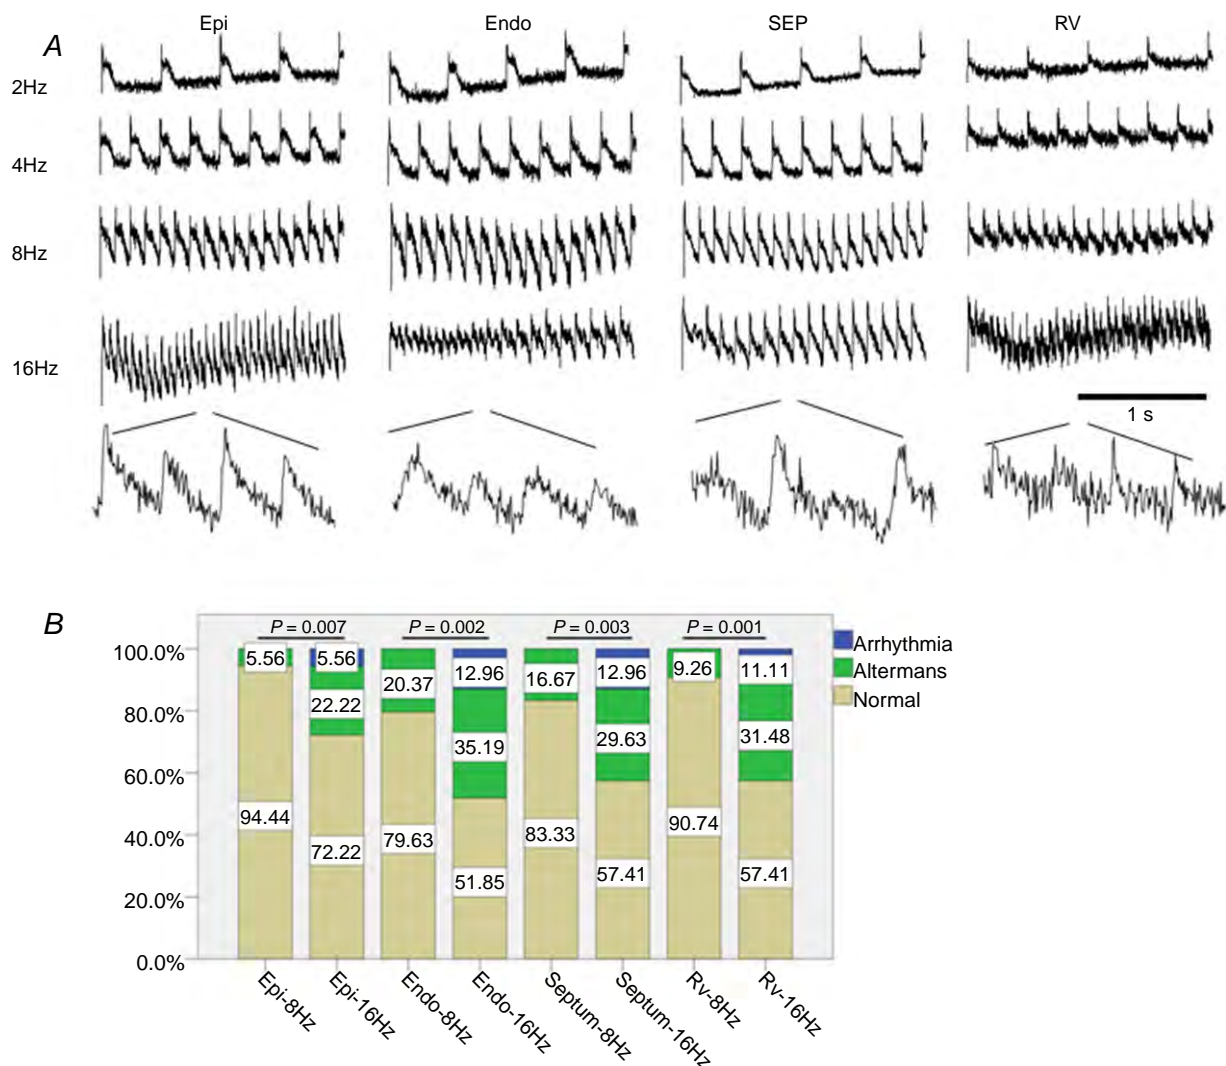 A
Epi Endo SEP RV
2Hz
4Hz
8Hz
16Hz
1 s
B
P = 0.007 P = 0.002 P = 0.003 P = 0.001
Arrhythmia
Altermans
Normal
100.0%
80.0%
60.0%
40.0%
20.0%
0.0%
5.56 5.56 20.37 12.96 16.67 12.96 9.26 11.11
22.22 35.19 29.63 31.48
94.44 72.22 79.63 51.85 83.33 57.41 90.74 57.41
Epi-8Hz
Epi-16Hz
Endo-8Hz
Endo-16Hz
Septum-8Hz
Septum-16Hz
Rv-8Hz
Rv-16Hz